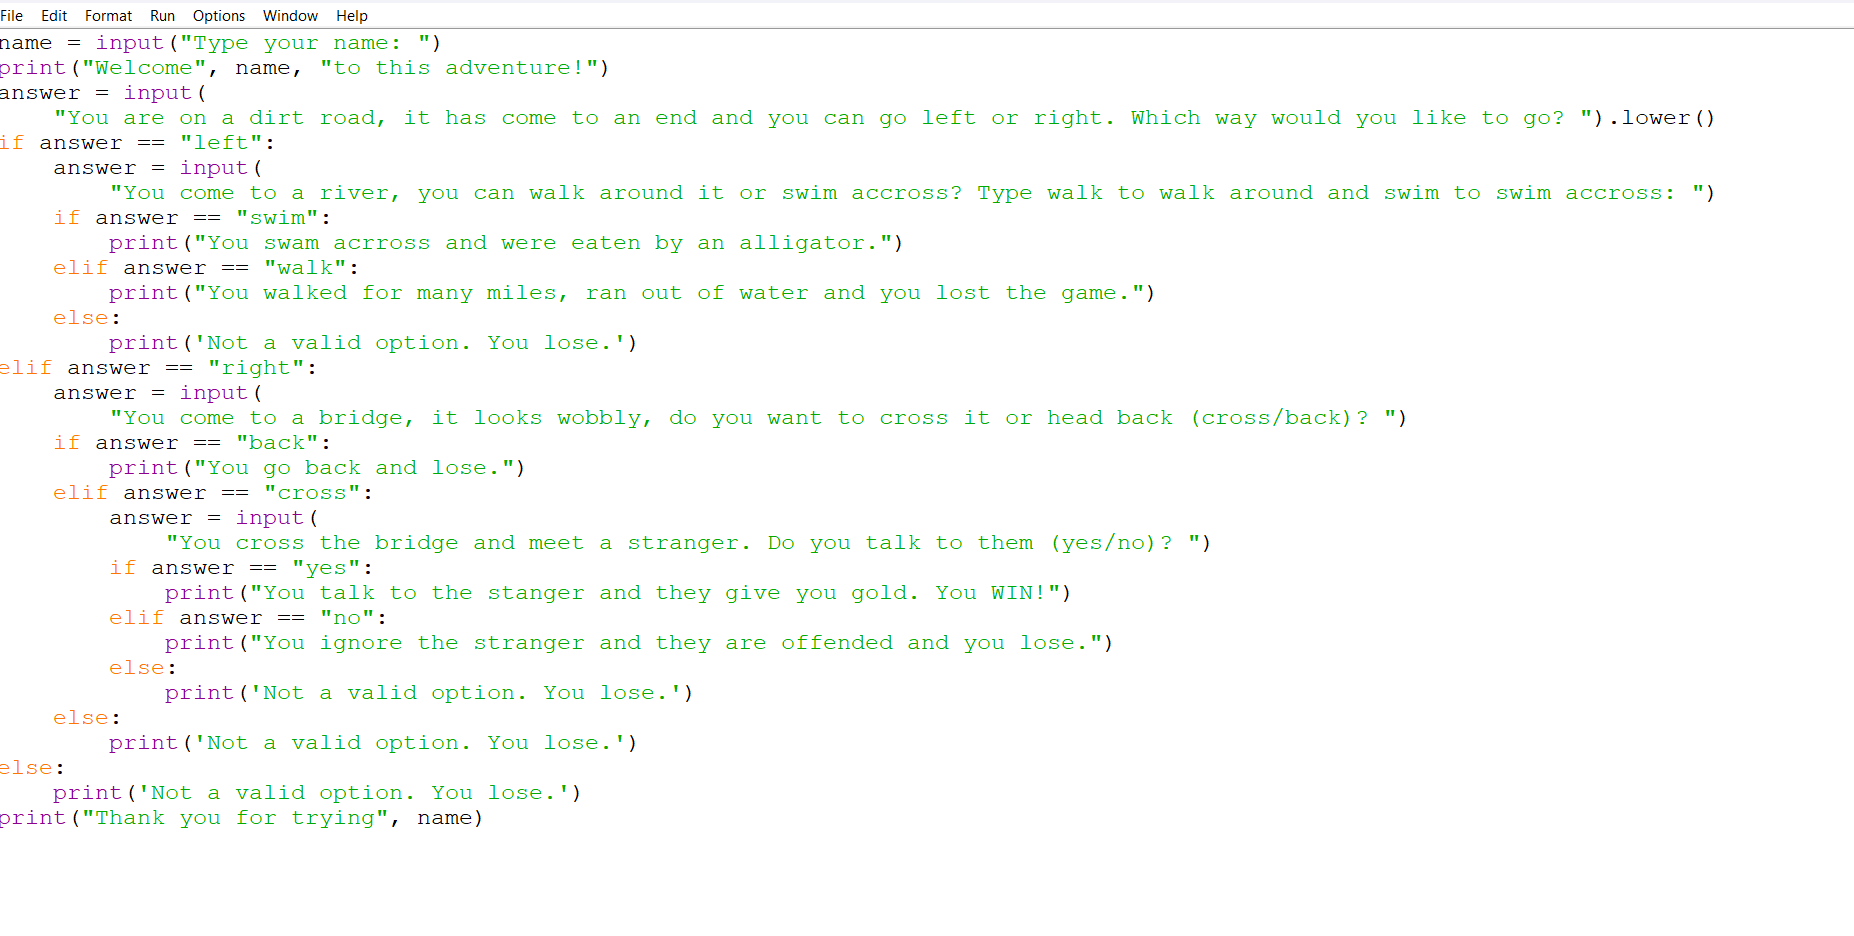 File Edit Format Run Options Window Help
name = input("Type your name: ")
print("Welcome", name, "to this adventure!")
answer = input(
    "You are on a dirt road, it has come to an end and you can go left or right. Which way would you like to go? ").lower()
if answer == "left":
    answer = input(
        "You come to a river, you can walk around it or swim accross? Type walk to walk around and swim to swim accross: ")
    if answer == "swim":
        print("You swam acrross and were eaten by an alligator.")
    elif answer == "walk":
        print("You walked for many miles, ran out of water and you lost the game.")
    else:
        print('Not a valid option. You lose.')
elif answer == "right":
    answer = input(
        "You come to a bridge, it looks wobbly, do you want to cross it or head back (cross/back)? ")
    if answer == "back":
        print("You go back and lose.")
    elif answer == "cross":
        answer = input(
            "You cross the bridge and meet a stranger. Do you talk to them (yes/no)? ")
        if answer == "yes":
            print("You talk to the stanger and they give you gold. You WIN!")
        elif answer == "no":
            print("You ignore the stranger and they are offended and you lose.")
        else:
            print('Not a valid option. You lose.')
    else:
        print('Not a valid option. You lose.')
else:
    print('Not a valid option. You lose.')
print("Thank you for trying", name)